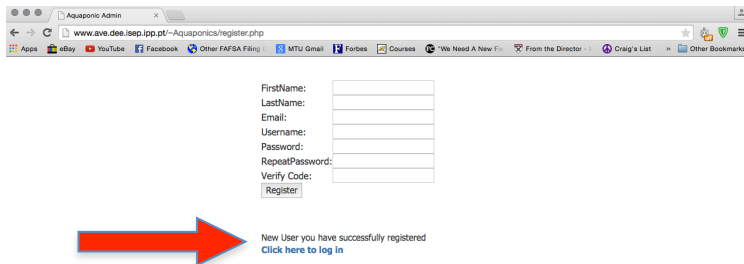 Aquaponic Admin
www.ave.dee.isep.ipp.pt/~Aquaponics/register.php
Apps eBay YouTube Facebook Other FAFSA Filing MTU Gmail Forbes Courses "We Need A New Fi From the Director Craig's List » Other Bookmarks
FirstName:
LastName:
Email:
Username:
Password:
RepeatPassword:
Verify Code:
Register
New User you have successfully registered
Click here to log in